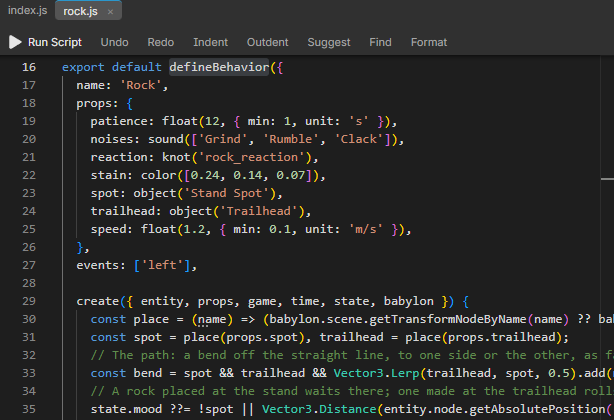 index.js
rock.js ×
Run Script Undo Redo Indent Outdent Suggest Find Format
16 export default defineBehavior({
17 name: 'Rock',
18 props: {
19 patience: float(12, { min: 1, unit: 's' }),
20 noises: sound(['Grind', 'Rumble', 'Clack']),
21 reaction: knot('rock_reaction'),
22 stain: color([0.24, 0.14, 0.07]),
23 spot: object('Stand Spot'),
24 trailhead: object('Trailhead'),
25 speed: float(1.2, { min: 0.1, unit: 'm/s' }),
26 },
27 events: ['left'],
28
29 create({ entity, props, game, time, state, babylon }) {
30 const place = (name) => (babylon.scene.getTransformNodeByName(name) ?? bab
31 const spot = place(props.spot), trailhead = place(props.trailhead);
32 // The path: a bend off the straight line, to one side or the other, as fa
33 const bend = spot && trailhead && Vector3.Lerp(trailhead, spot, 0.5).add(
34 // A rock placed at the stand waits there; one made at the trailhead roll
35 state.mood ??= !spot || Vector3.Distance(entity.node.getAbsolutePosition(